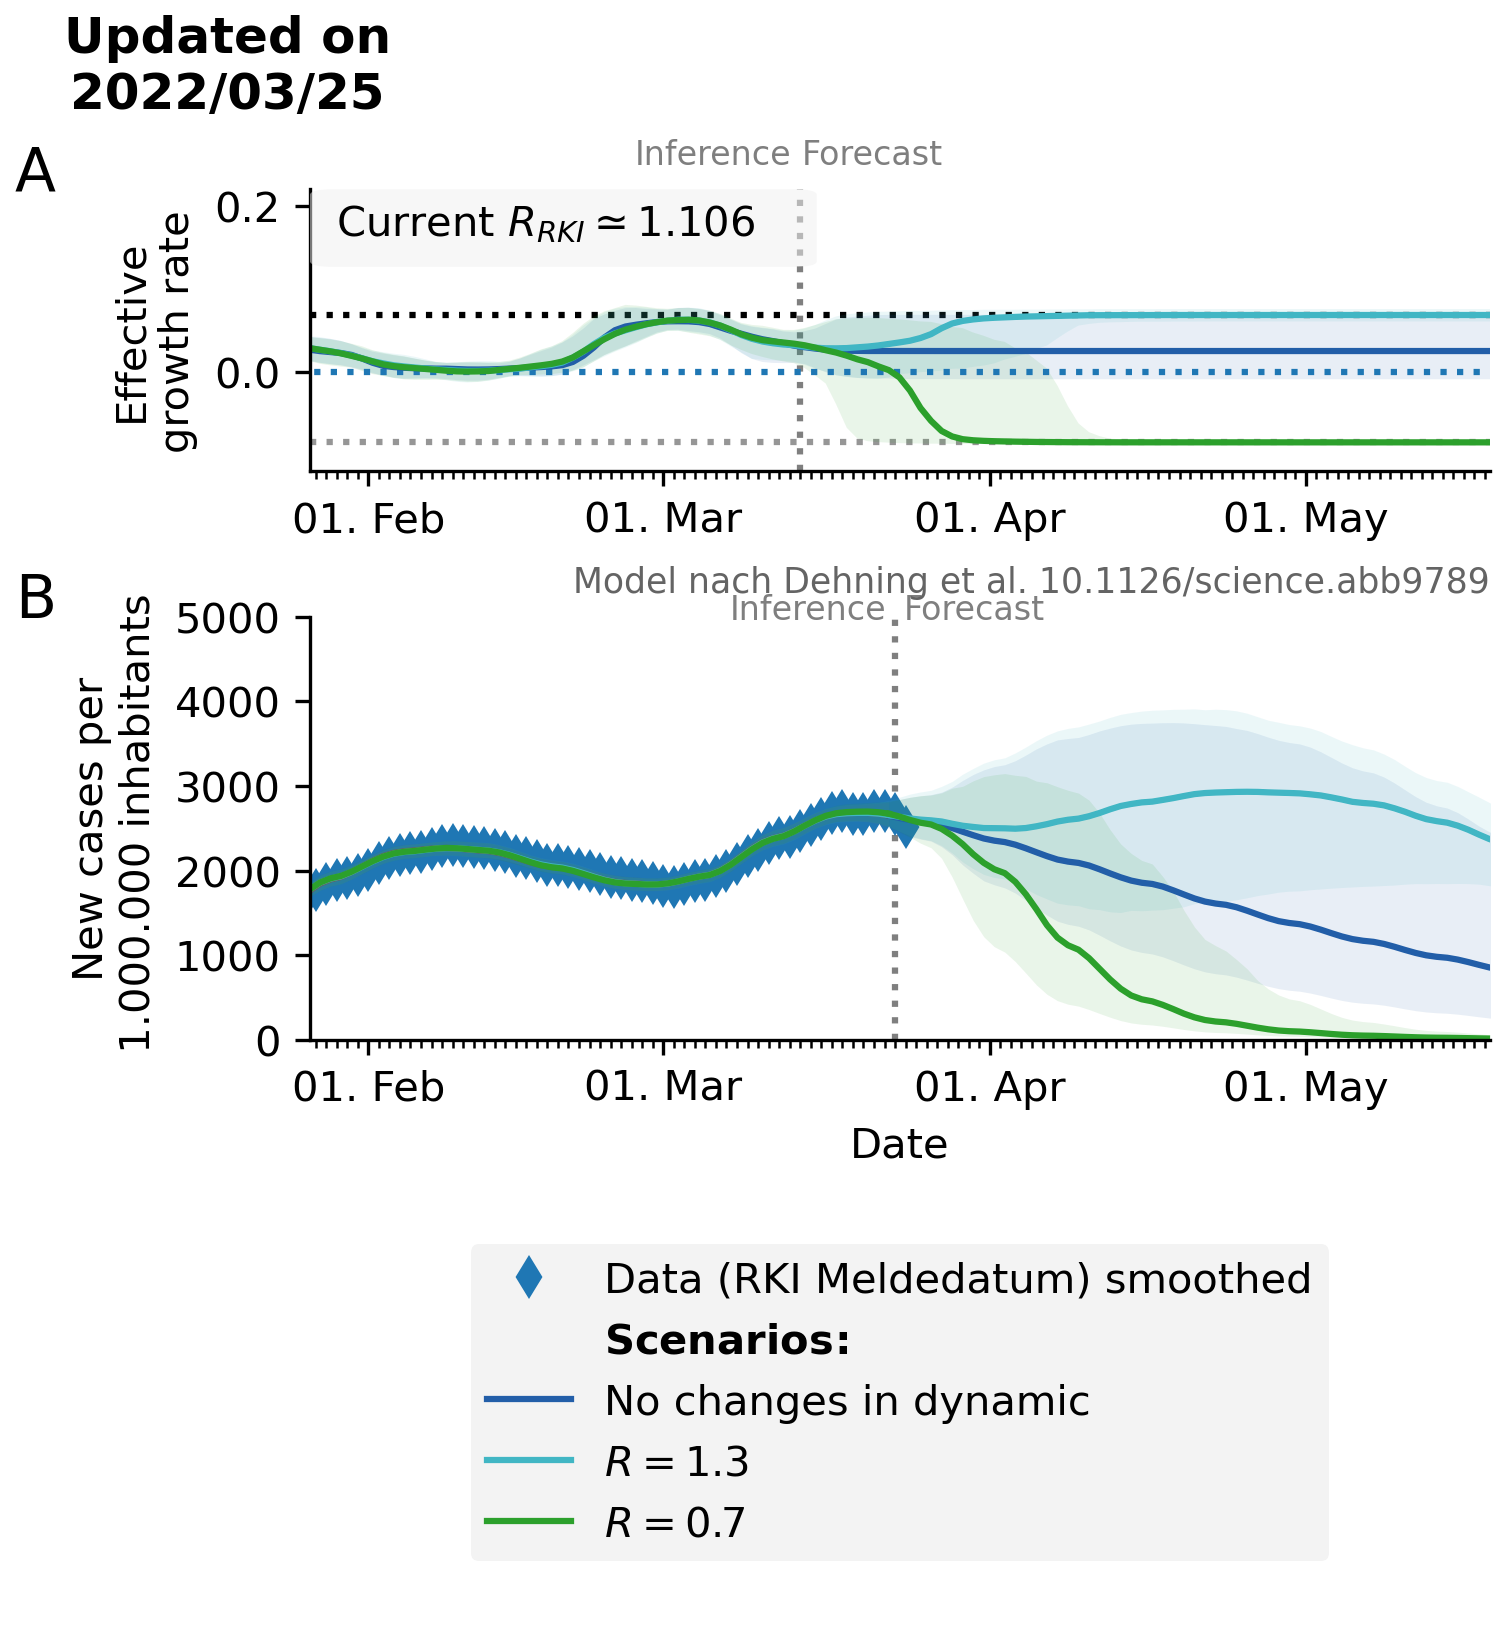 Updated on
2022/03/25
A
Inference Forecast
Current R_RKI ≃ 1.106
Effective
growth rate
0.2
0.0
01. Feb 01. Mar 01. Apr 01. May
B
Model nach Dehning et al. 10.1126/science.abb9789
Inference Forecast
New cases per
1.000.000 inhabitants
5000
4000
3000
2000
1000
0
01. Feb 01. Mar 01. Apr 01. May
Date
Data (RKI Meldedatum) smoothed
Scenarios:
No changes in dynamic
R = 1.3
R = 0.7